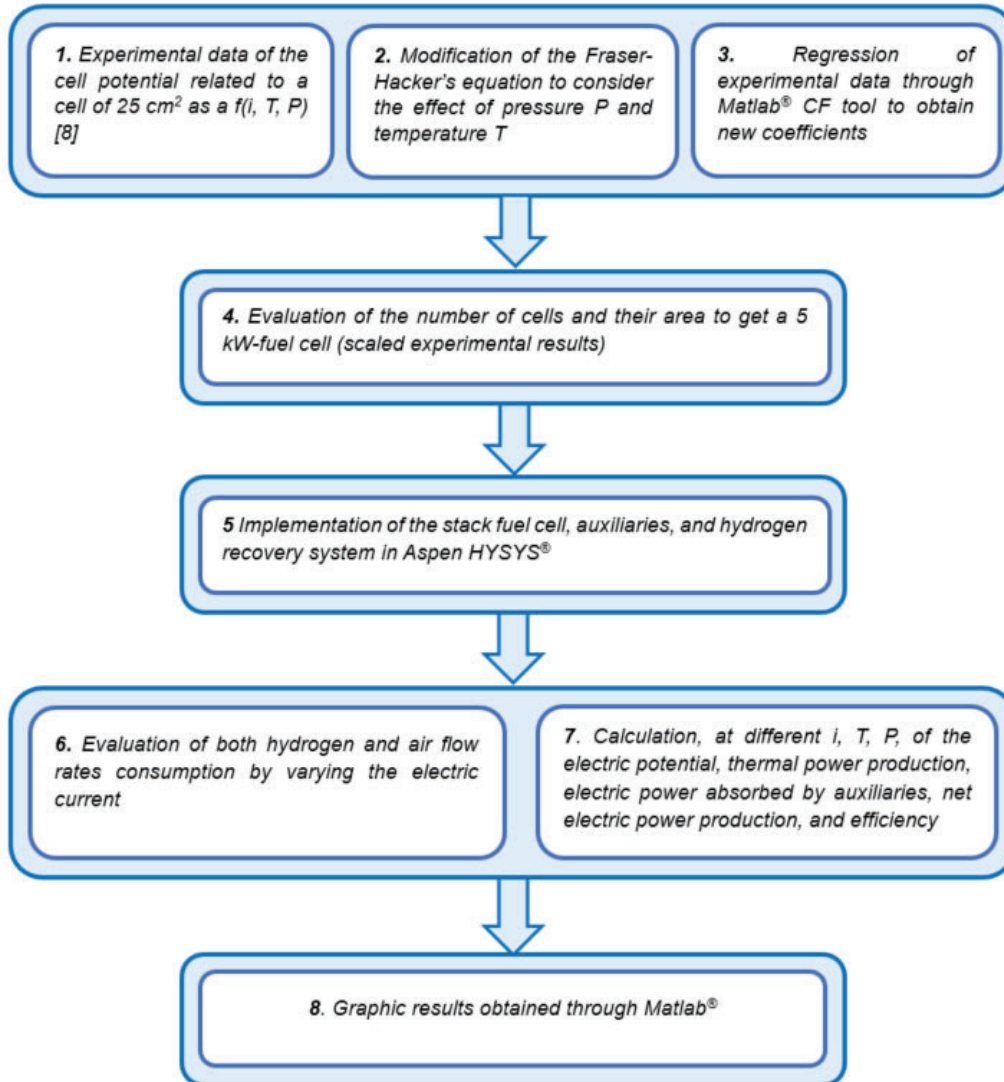 1. Experimental data of the
cell potential related to a
cell of 25 cm² as a f(i, T, P)
[8]
2. Modification of the Fraser-
Hacker's equation to consider
the effect of pressure P and
temperature T
3. Regression of
experimental data through
Matlab® CF tool to obtain
new coefficients
4. Evaluation of the number of cells and their area to get a 5
kW-fuel cell (scaled experimental results)
5 Implementation of the stack fuel cell, auxiliaries, and hydrogen
recovery system in Aspen HYSYS®
6. Evaluation of both hydrogen and air flow
rates consumption by varying the electric
current
7. Calculation, at different i, T, P, of the
electric potential, thermal power production,
electric power absorbed by auxiliaries, net
electric power production, and efficiency
8. Graphic results obtained through Matlab®